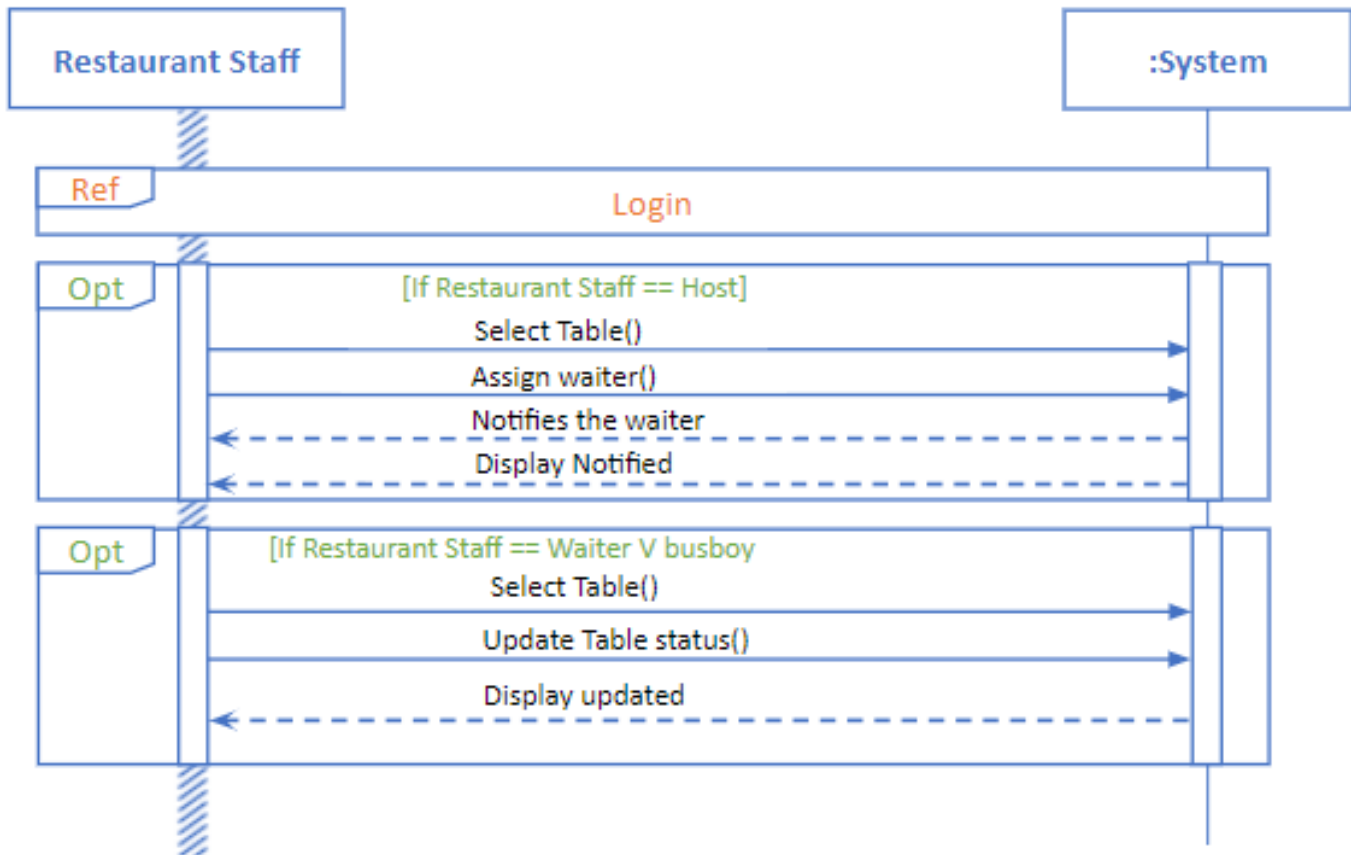 Restaurant Staff
:System
Ref
Login
Opt
[If Restaurant Staff == Host]
Select Table()
Assign waiter()
Notifies the waiter
Display Notified
Opt
[If Restaurant Staff == Waiter V busboy
Select Table()
Update Table status()
Display updated